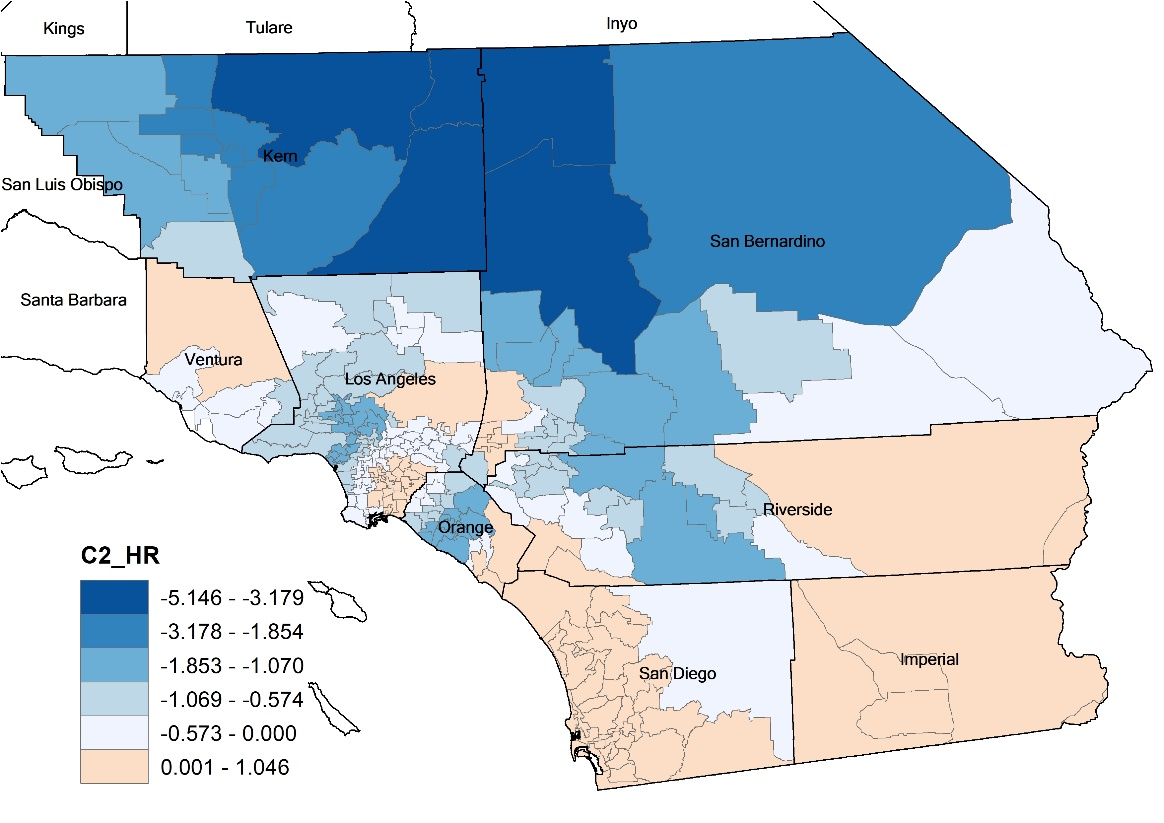 Kings
Tulare
Inyo
Kern
San Luis Obispo
San Bernardino
Santa Barbara
Ventura
Los Angeles
Riverside
Orange
C2_HR
-5.146 - -3.179
-3.178 - -1.854
-1.853 - -1.070
-1.069 - -0.574
-0.573 - 0.000
0.001 - 1.046
Imperial
San Diego